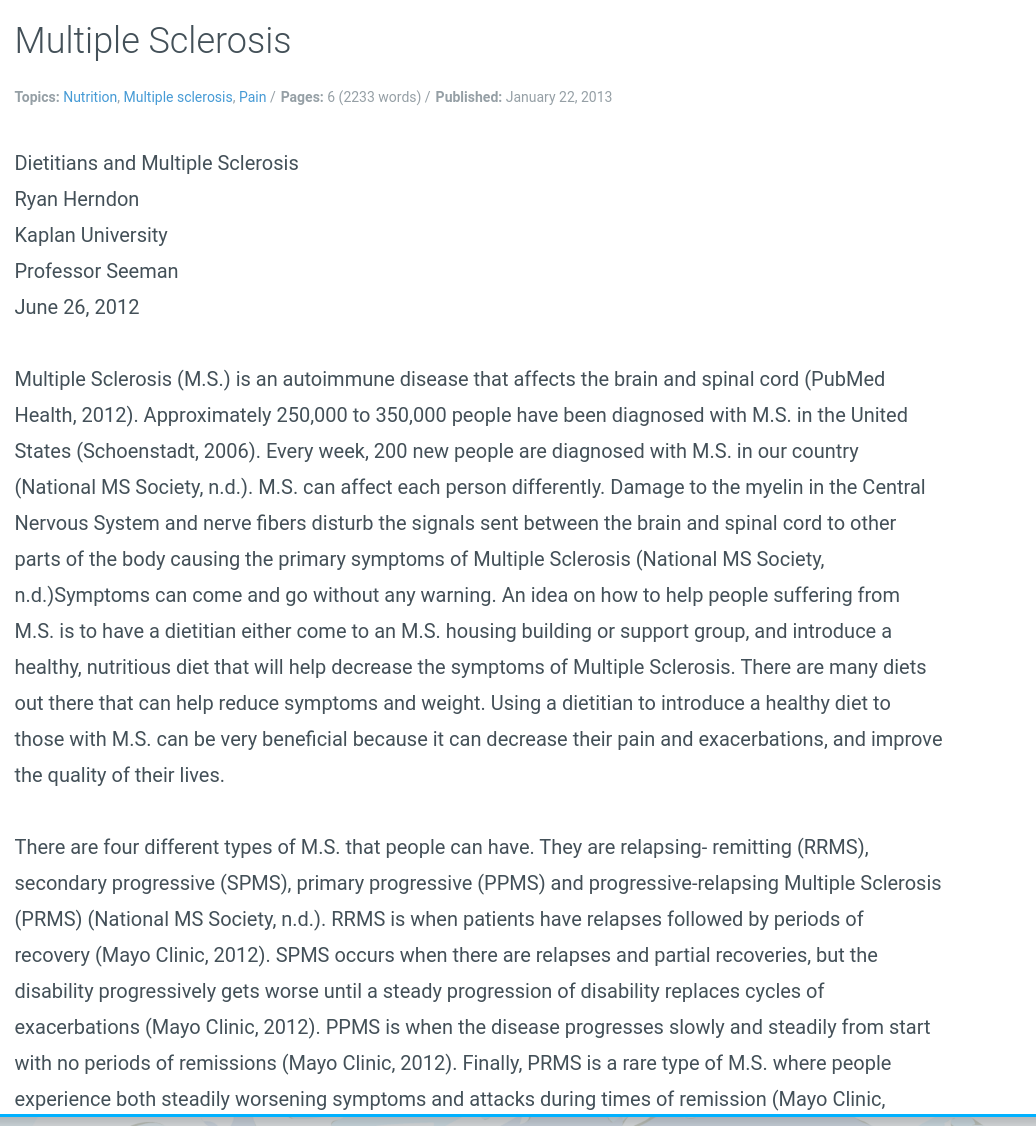 Multiple Sclerosis
Topics: Nutrition, Multiple sclerosis, Pain / Pages: 6 (2233 words) / Published: January 22, 2013
Dietitians and Multiple Sclerosis
Ryan Herndon
Kaplan University
Professor Seeman
June 26, 2012
Multiple Sclerosis (M.S.) is an autoimmune disease that affects the brain and spinal cord (PubMed
Health, 2012). Approximately 250,000 to 350,000 people have been diagnosed with M.S. in the United
States (Schoenstadt, 2006). Every week, 200 new people are diagnosed with M.S. in our country
(National MS Society, n.d.). M.S. can affect each person differently. Damage to the myelin in the Central
Nervous System and nerve fibers disturb the signals sent between the brain and spinal cord to other
parts of the body causing the primary symptoms of Multiple Sclerosis (National MS Society,
n.d.)Symptoms can come and go without any warning. An idea on how to help people suffering from
M.S. is to have a dietitian either come to an M.S. housing building or support group, and introduce a
healthy, nutritious diet that will help decrease the symptoms of Multiple Sclerosis. There are many diets
out there that can help reduce symptoms and weight. Using a dietitian to introduce a healthy diet to
those with M.S. can be very beneficial because it can decrease their pain and exacerbations, and improve
the quality of their lives.
There are four different types of M.S. that people can have. They are relapsing- remitting (RRMS),
secondary progressive (SPMS), primary progressive (PPMS) and progressive-relapsing Multiple Sclerosis
(PRMS) (National MS Society, n.d.). RRMS is when patients have relapses followed by periods of
recovery (Mayo Clinic, 2012). SPMS occurs when there are relapses and partial recoveries, but the
disability progressively gets worse until a steady progression of disability replaces cycles of
exacerbations (Mayo Clinic, 2012). PPMS is when the disease progresses slowly and steadily from start
with no periods of remissions (Mayo Clinic, 2012). Finally, PRMS is a rare type of M.S. where people
experience both steadily worsening symptoms and attacks during times of remission (Mayo Clinic,